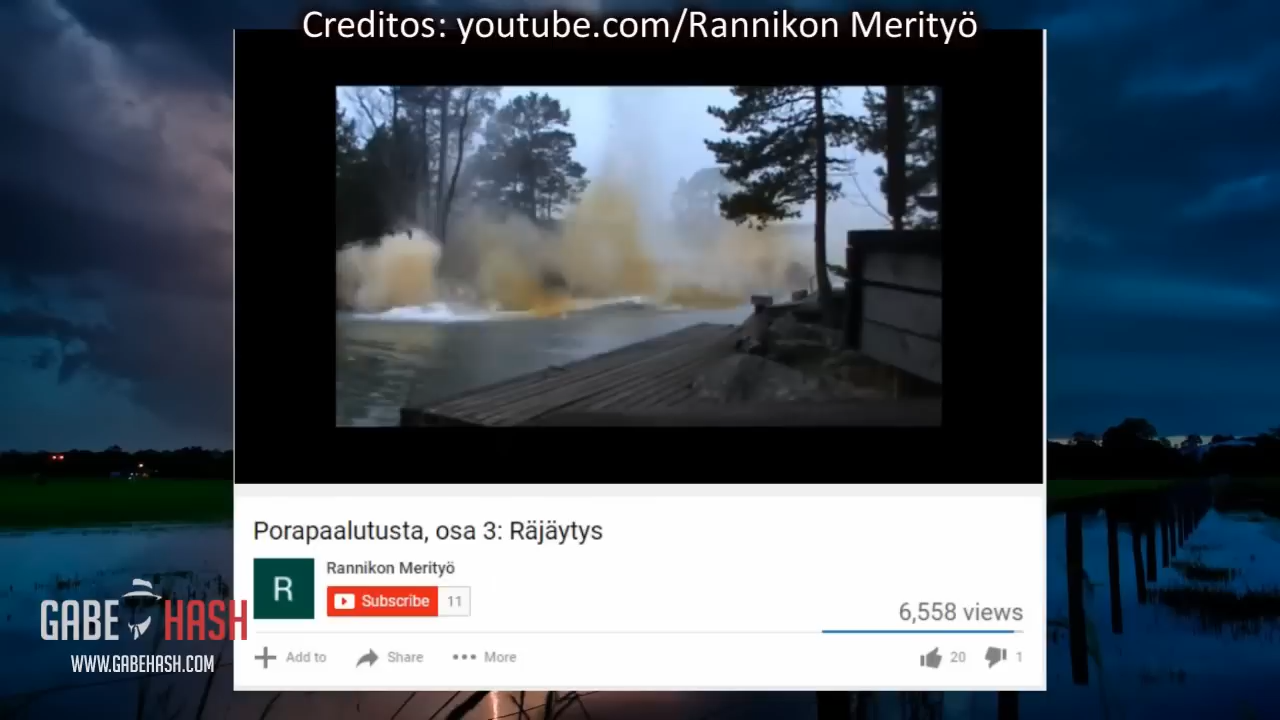 Creditos: youtube.com/Rannikon Merityö
Porapaalutusta, osa 3: Räjäytys
R
Rannikon Merityö
Subscribe 11
6,558 views
Add to Share More 20 1
GABE HASH
WWW.GABEHASH.COM